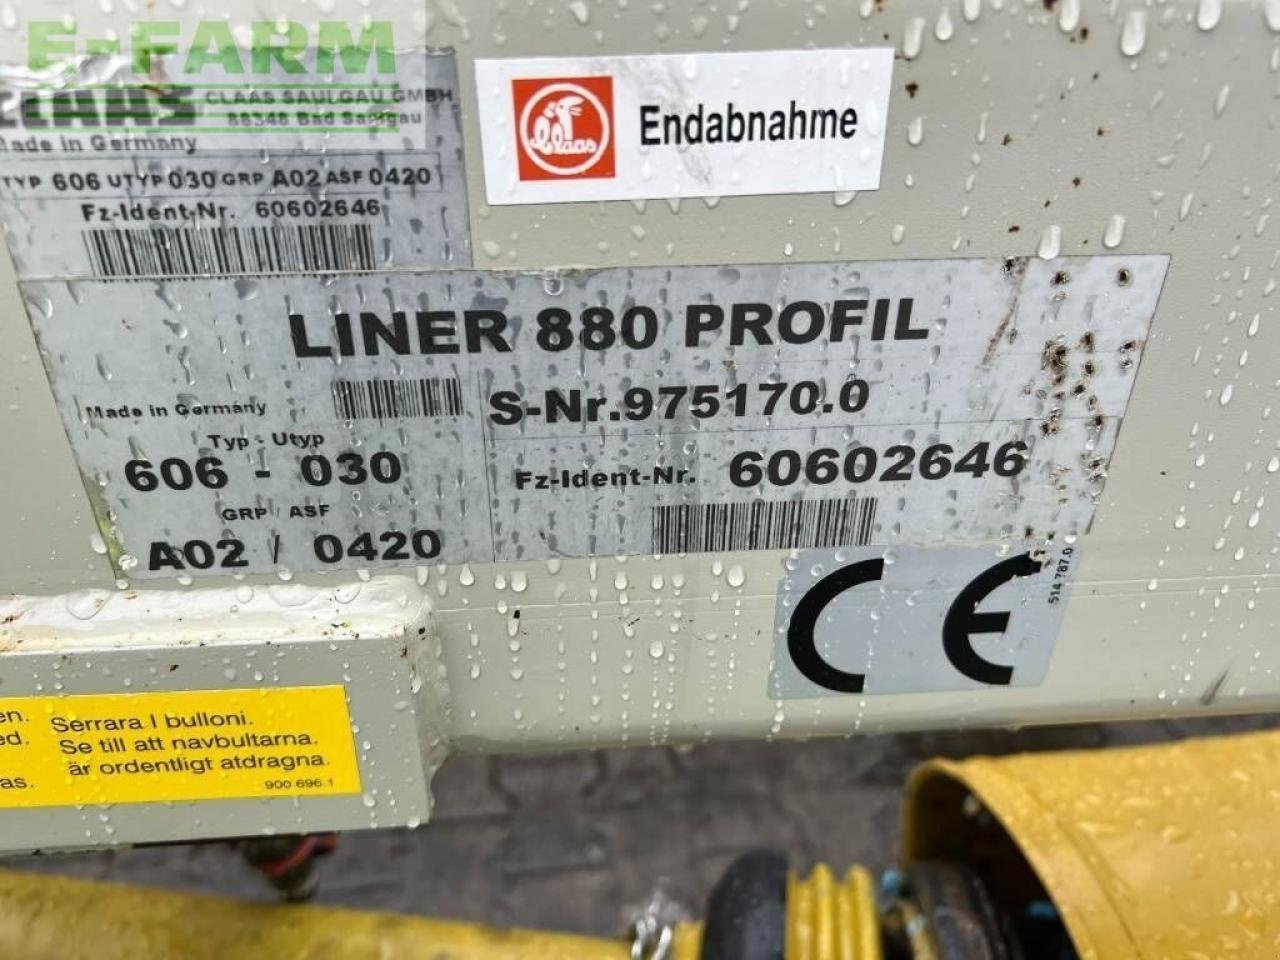 E-FARM
CLAAS CLAAS SAULGAU GMBH
88348 Bad Saulgau
Made in Germany
TYP 606 UTYP 030 GRP A02 ASF 0420
Fz-Ident-Nr. 60602646
Claas Endabnahme
LINER 880 PROFIL
Made in Germany
S-Nr.975170.0
Typ - Utyp
606 - 030
Fz-Ident-Nr. 60602646
GRP / ASF
A02 / 0420
CE
514 787.0
Serrara I bulloni.
Se till att navbultarna.
är ordentligt atdragna.
900 696.1